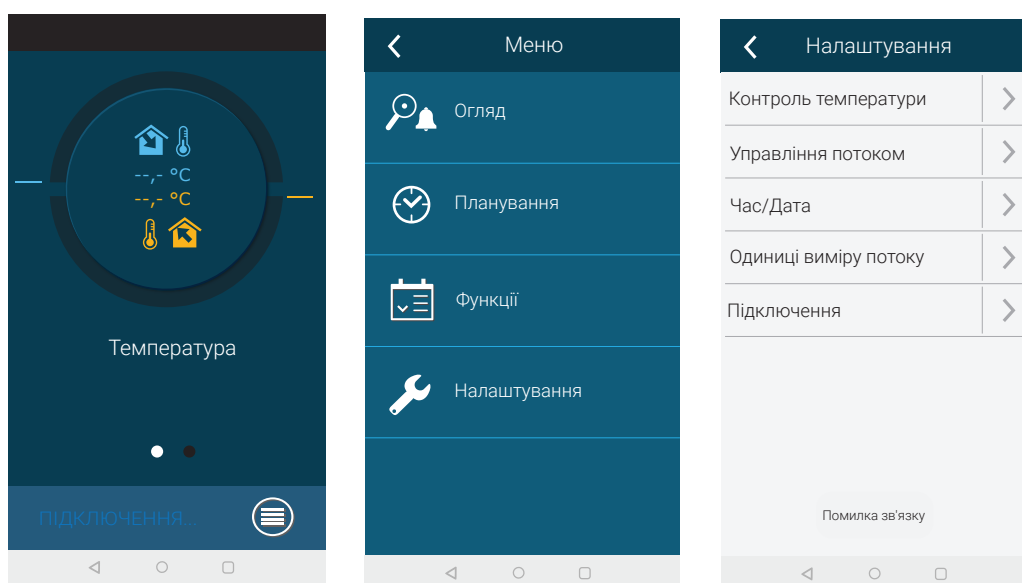 --,- °C
--,- °C
Температура
ПІДКЛЮЧЕННЯ...
Меню
Огляд
Планування
Функції
Налаштування
Налаштування
Контроль температури
Управління потоком
Час/Дата
Одиниці виміру потоку
Підключення
Помилка зв'язку